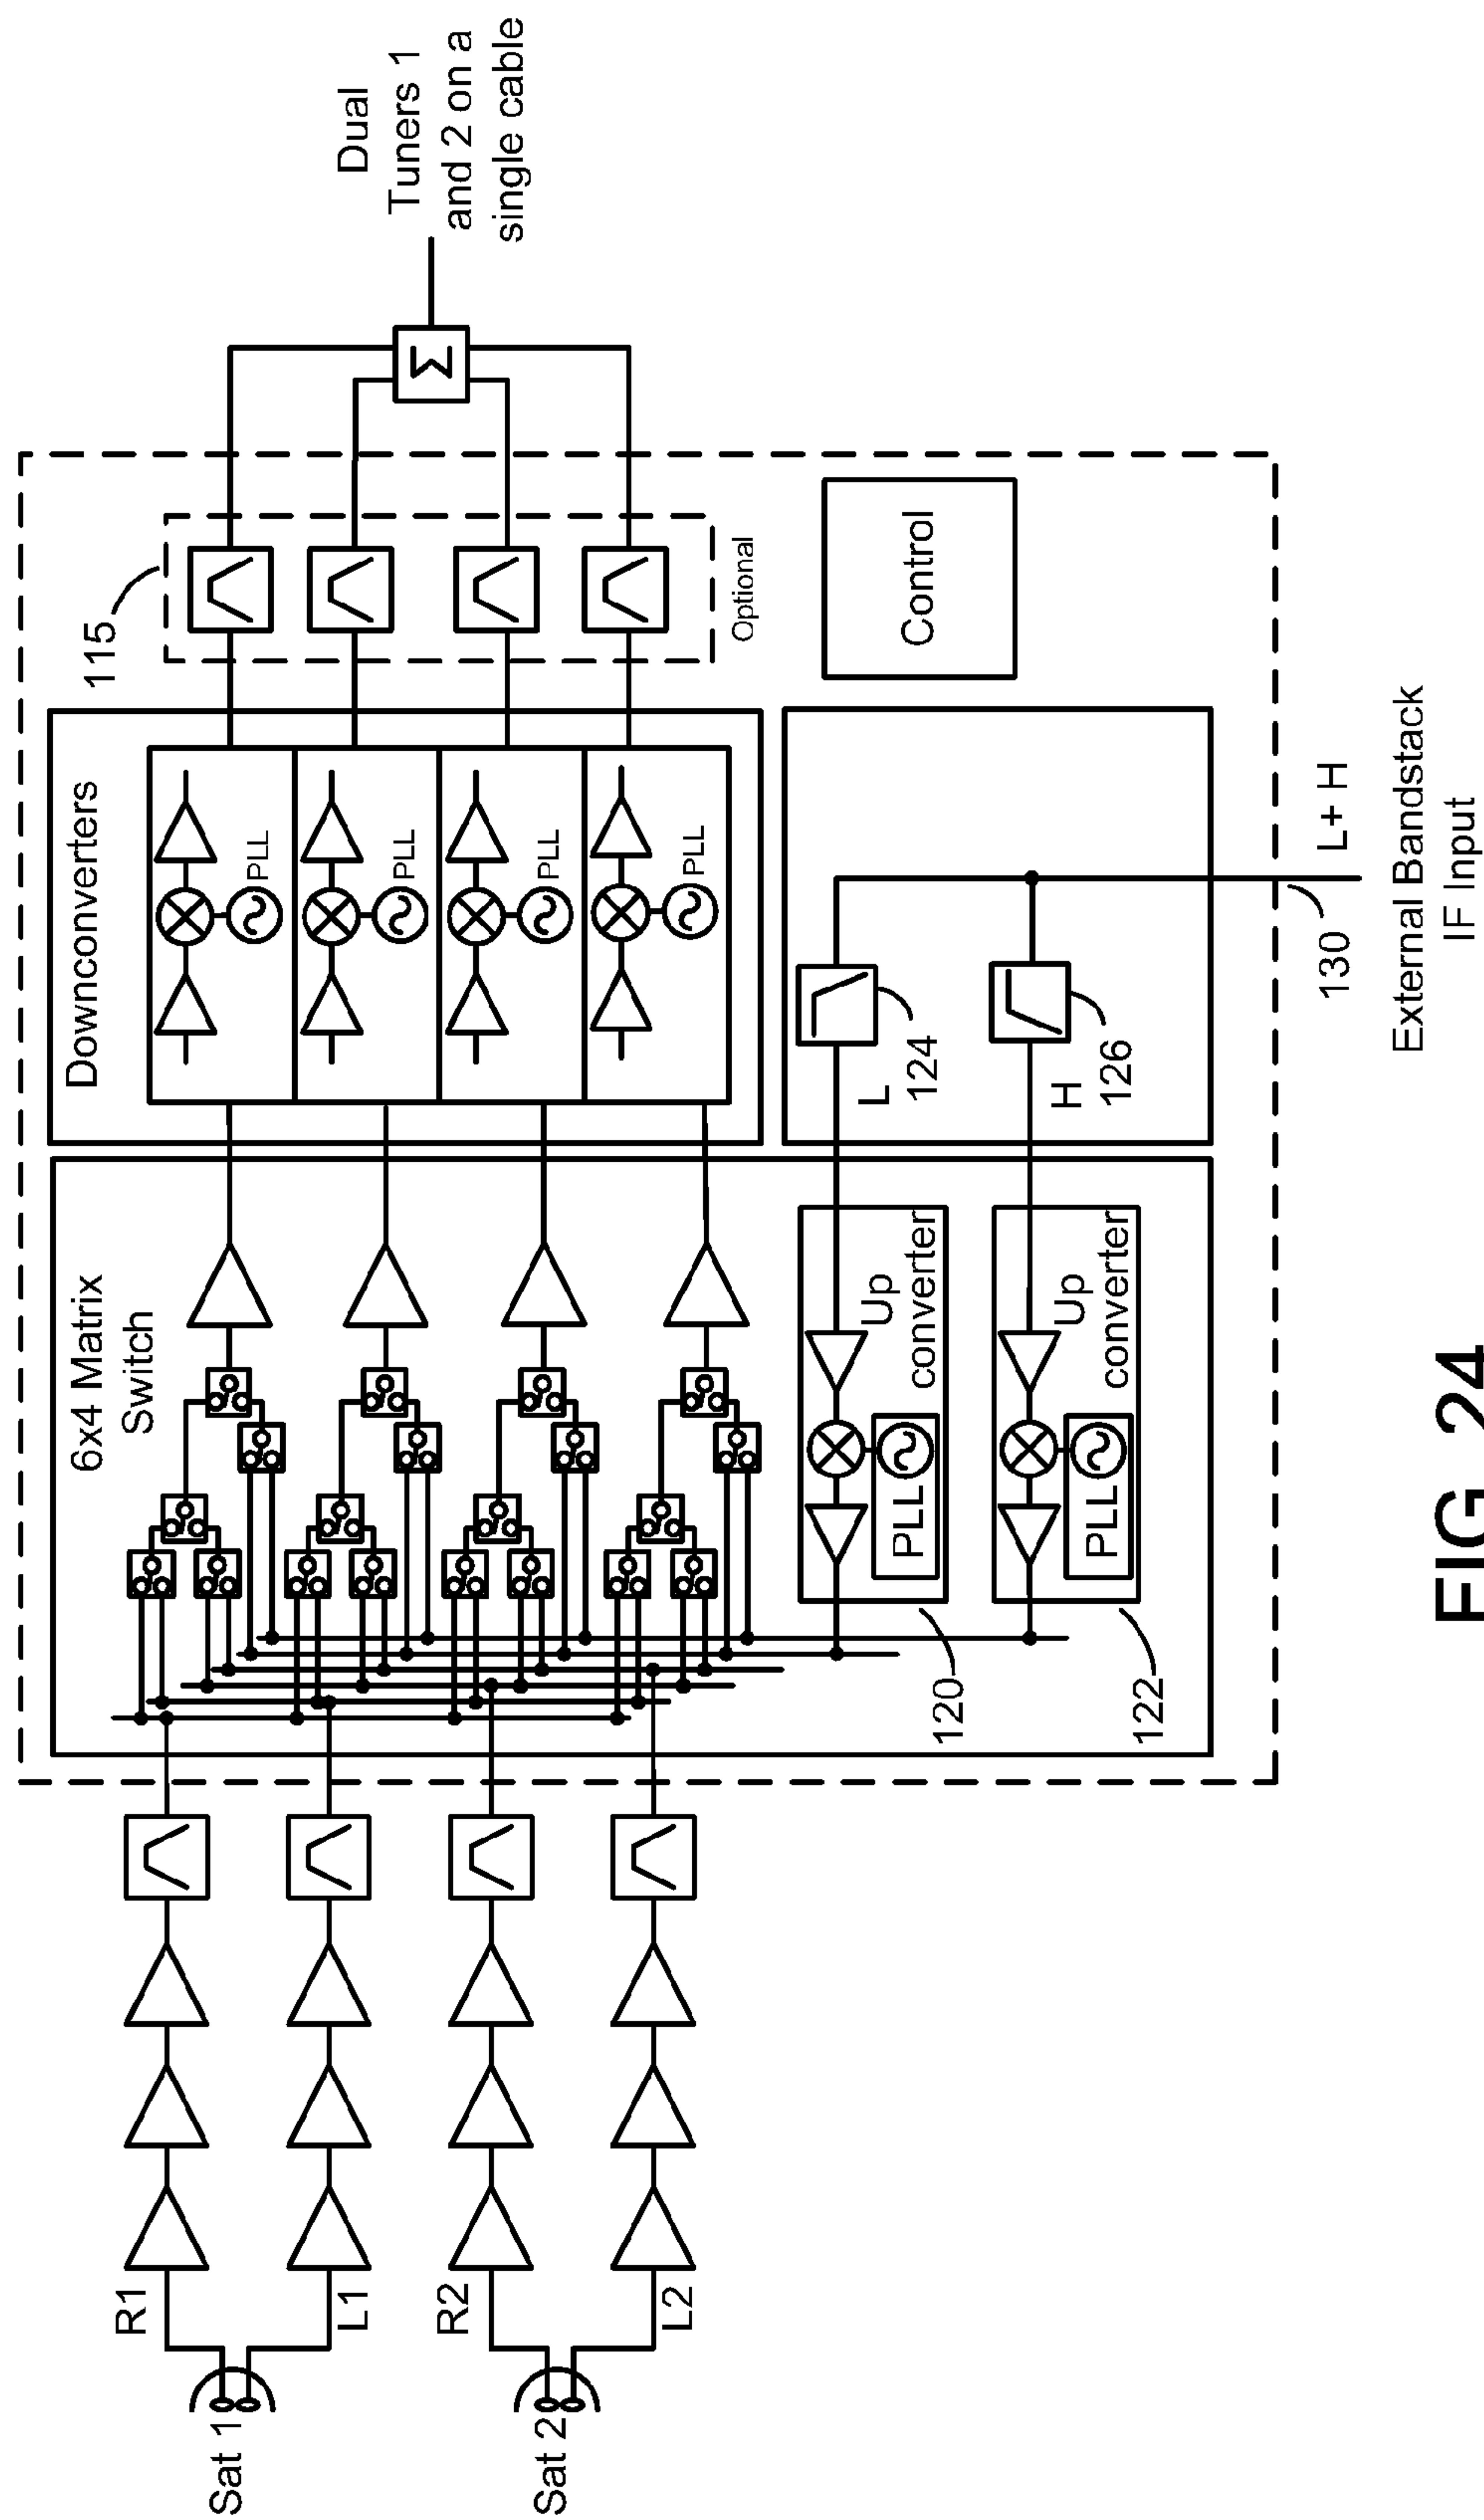 Sat 1
R1
L1
Sat 2
R2
L2
6x4 Matrix
Switch
Up
converter
PLL
120
Up
converter
PLL
122
Downconverters
PLL
PLL
PLL
PLL
L
124
H
126
115
Optional
Control
Σ
Dual
Tuners 1
and 2 on a
single cable
130
L+ H
External Bandstack
IF Input
FIG 24